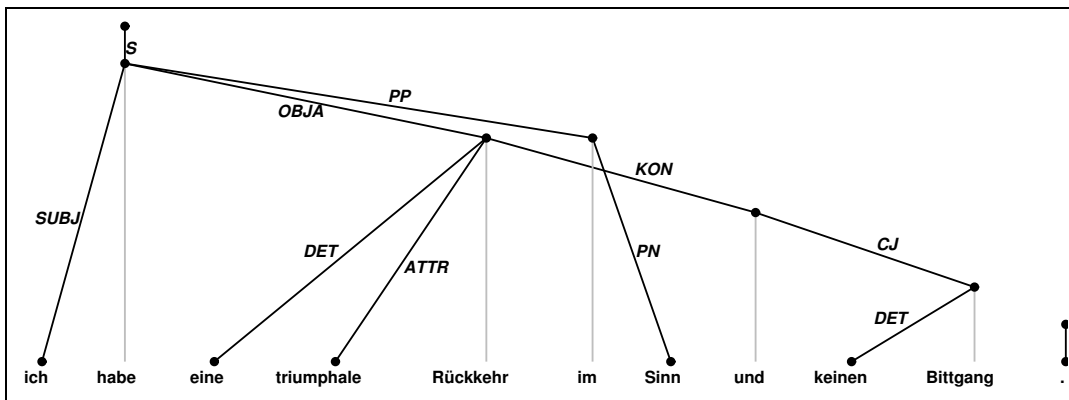 S
PP
OBJA
KON
SUBJ
CJ
DET
ATTR
PN
DET
ich habe eine triumphale Rückkehr im Sinn und keinen Bittgang .